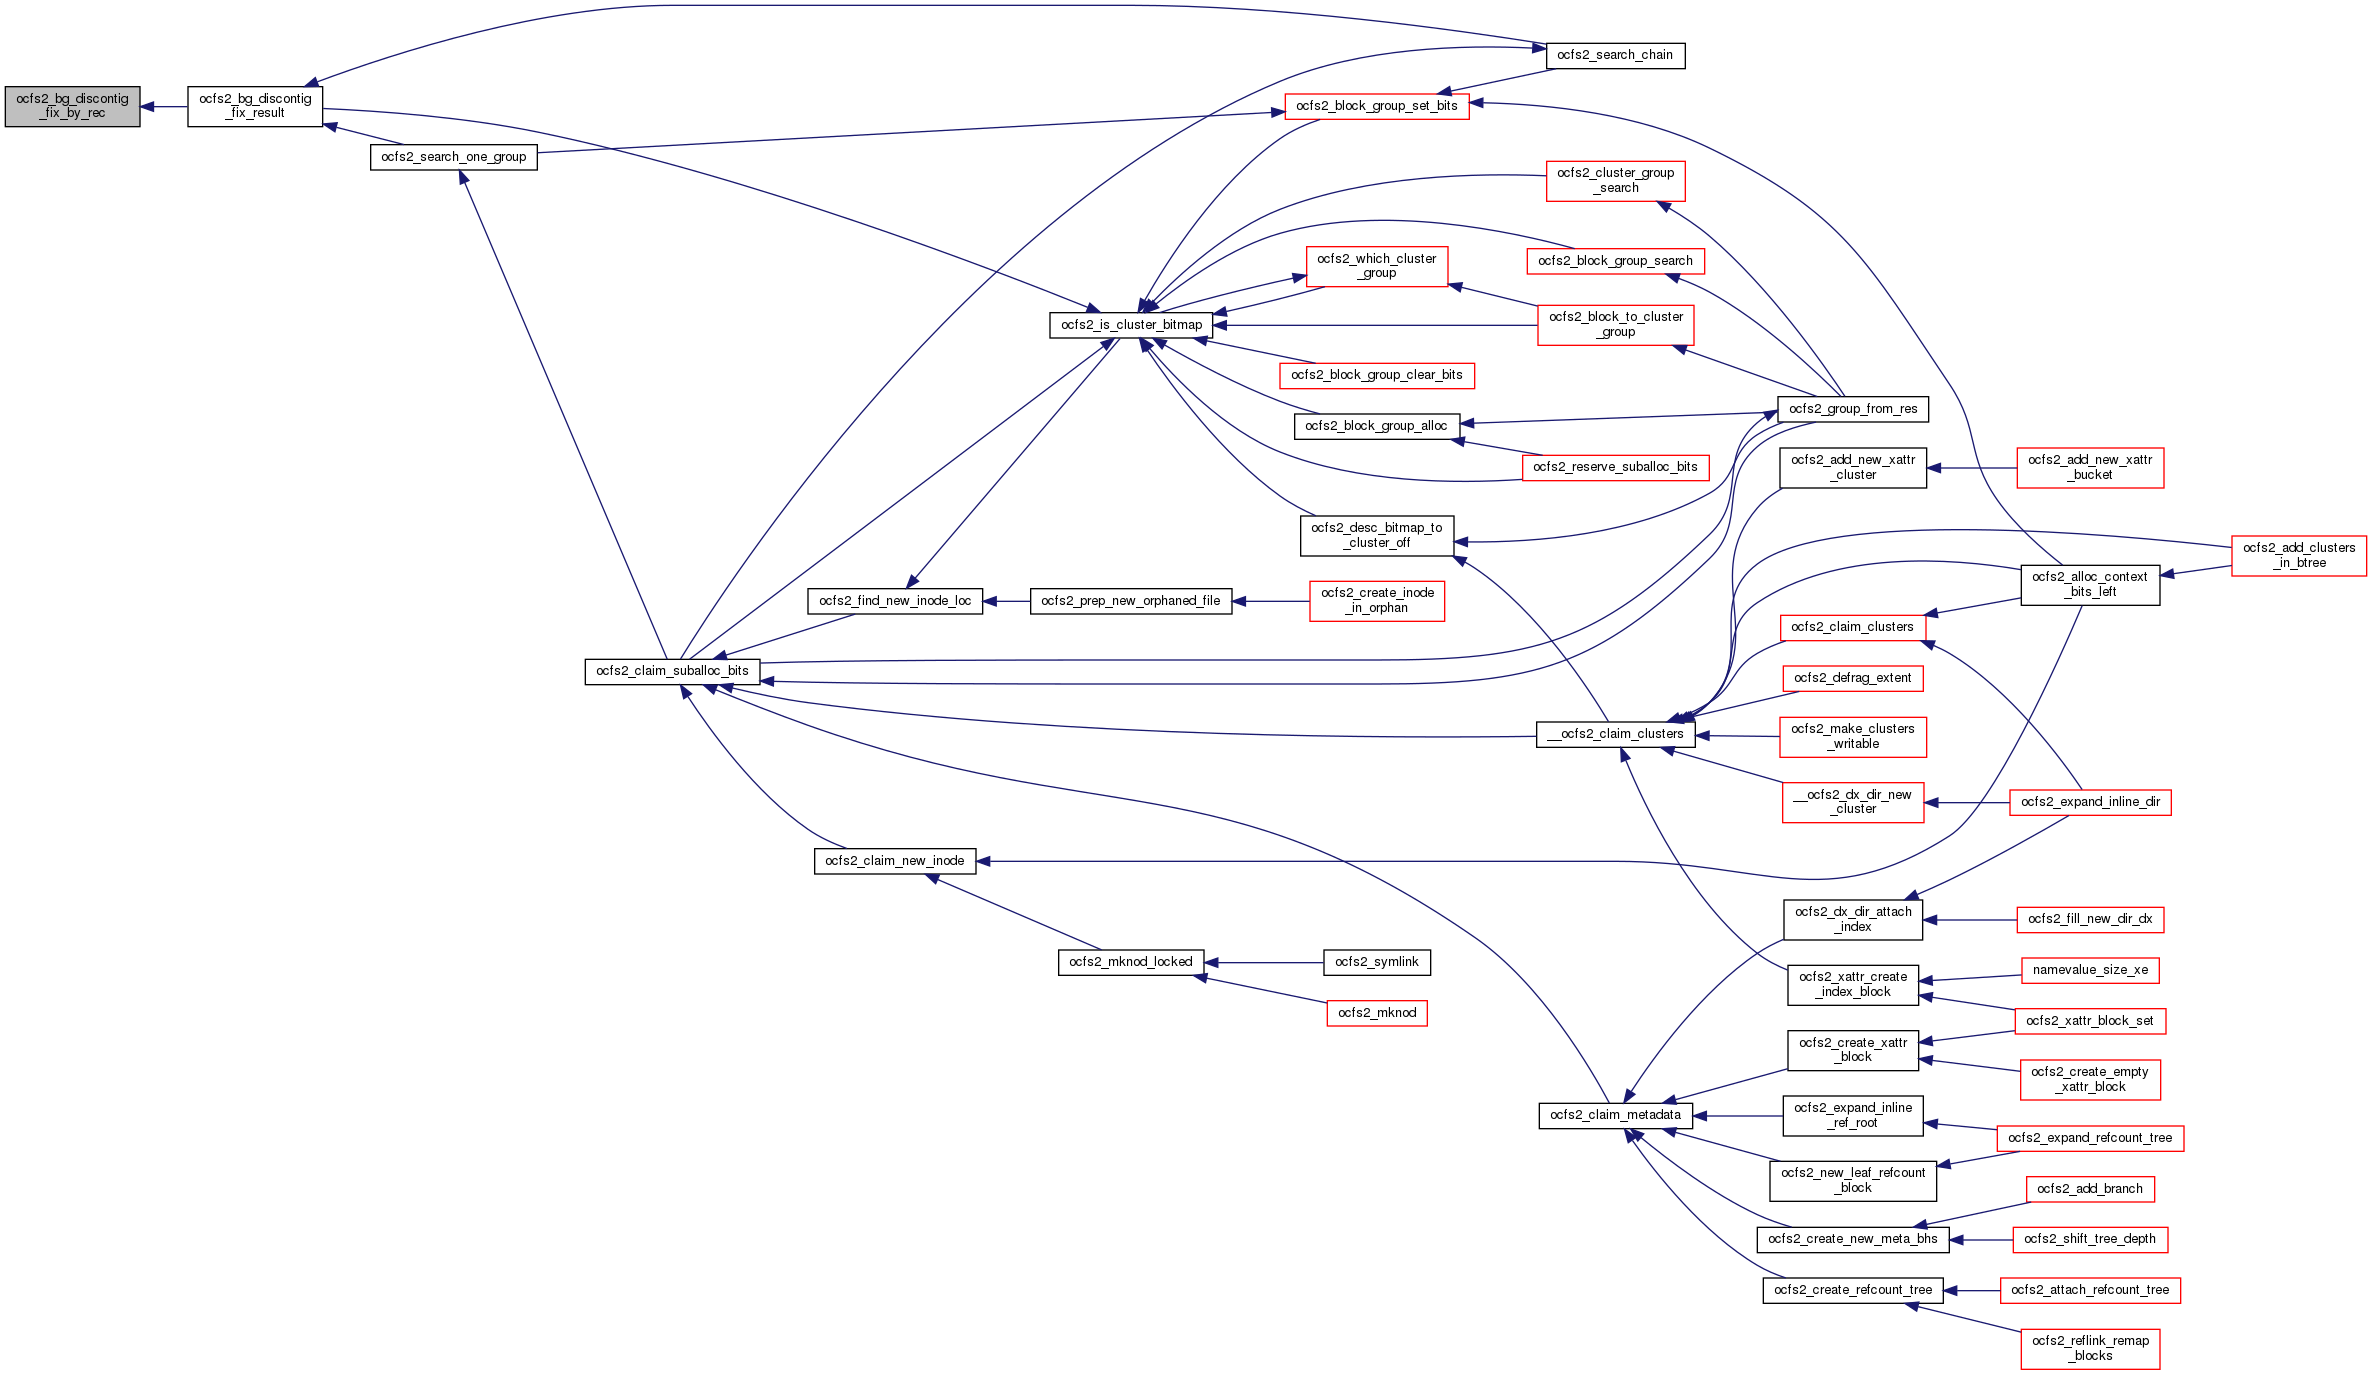 ocfs2_bg_discontig
_fix_by_rec
ocfs2_bg_discontig
_fix_result
ocfs2_search_one_group
ocfs2_claim_suballoc_bits
ocfs2_find_new_inode_loc
ocfs2_claim_new_inode
ocfs2_is_cluster_bitmap
ocfs2_prep_new_orphaned_file
ocfs2_mknod_locked
ocfs2_block_group_set_bits
ocfs2_which_cluster
_group
ocfs2_block_group_clear_bits
ocfs2_block_group_alloc
ocfs2_desc_bitmap_to
_cluster_off
ocfs2_create_inode
_in_orphan
ocfs2_symlink
ocfs2_mknod
ocfs2_search_chain
ocfs2_cluster_group
_search
ocfs2_block_group_search
ocfs2_block_to_cluster
_group
ocfs2_reserve_suballoc_bits
__ocfs2_claim_clusters
ocfs2_claim_metadata
ocfs2_group_from_res
ocfs2_add_new_xattr
_cluster
ocfs2_claim_clusters
ocfs2_defrag_extent
ocfs2_make_clusters
_writable
__ocfs2_dx_dir_new
_cluster
ocfs2_dx_dir_attach
_index
ocfs2_xattr_create
_index_block
ocfs2_create_xattr
_block
ocfs2_expand_inline
_ref_root
ocfs2_new_leaf_refcount
_block
ocfs2_create_new_meta_bhs
ocfs2_create_refcount_tree
ocfs2_add_new_xattr
_bucket
ocfs2_alloc_context
_bits_left
ocfs2_expand_inline_dir
ocfs2_fill_new_dir_dx
namevalue_size_xe
ocfs2_xattr_block_set
ocfs2_create_empty
_xattr_block
ocfs2_expand_refcount_tree
ocfs2_add_branch
ocfs2_shift_tree_depth
ocfs2_attach_refcount_tree
ocfs2_reflink_remap
_blocks
ocfs2_add_clusters
_in_btree